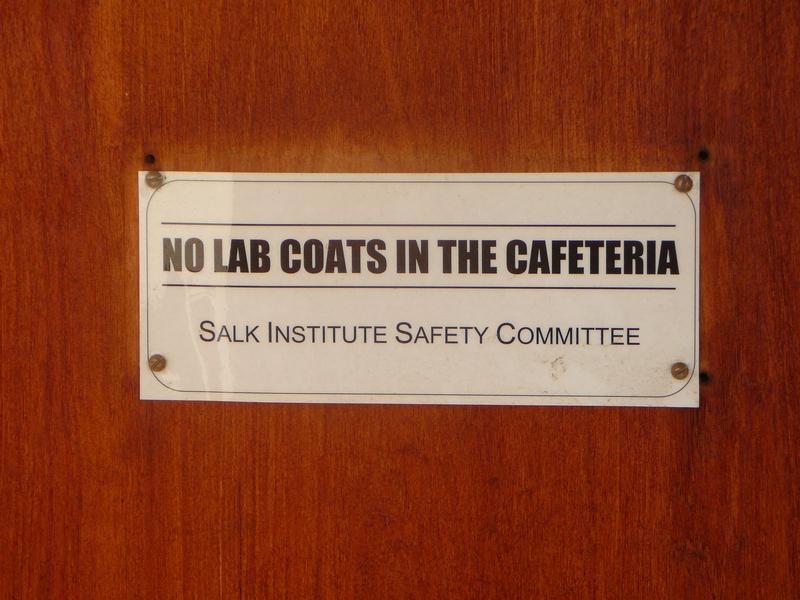 NO LAB COATS IN THE CAFETERIA
SALK INSTITUTE SAFETY COMMITTEE